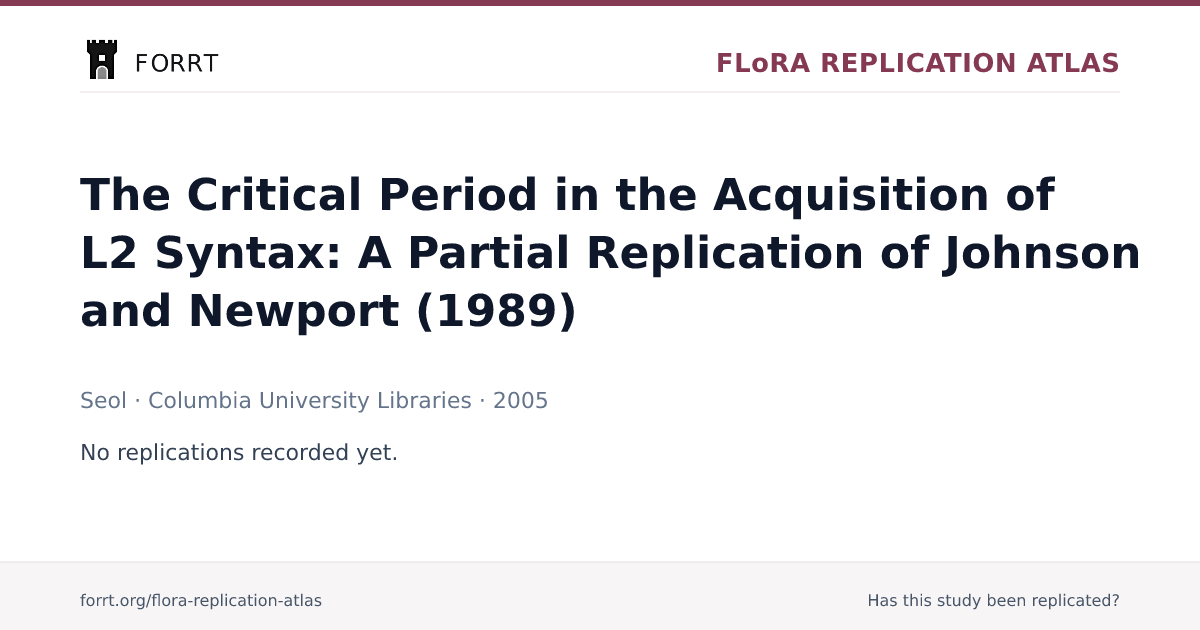 FORRT
FLoRA REPLICATION ATLAS
The Critical Period in the Acquisition of
L2 Syntax: A Partial Replication of Johnson
and Newport (1989)
Seol · Columbia University Libraries · 2005
No replications recorded yet.
forrt.org/flora-replication-atlas
Has this study been replicated?